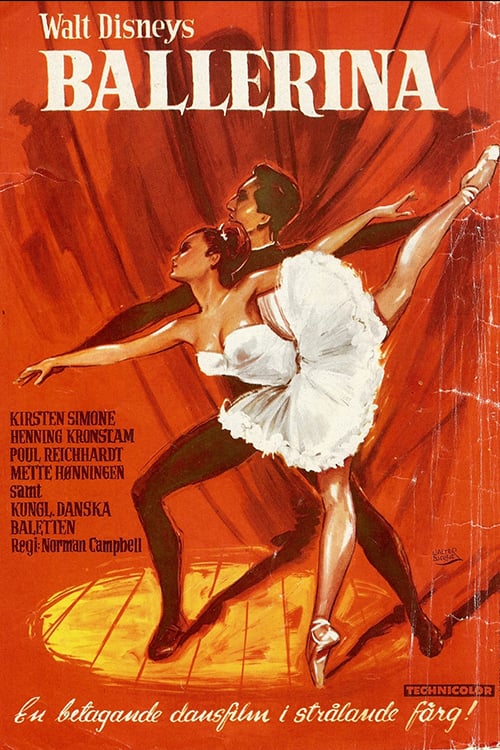 Walt Disneys
BALLERINA
KIRSTEN SIMONE
HENNING KRONSTAM
POUL REICHHARDT
METTE HØNNINGEN
samt
KUNGL. DANSKA
BALETTEN
Regi: Norman Campbell
WALTER
TECHNICOLOR
En betagande dansfilm i strålande färg!